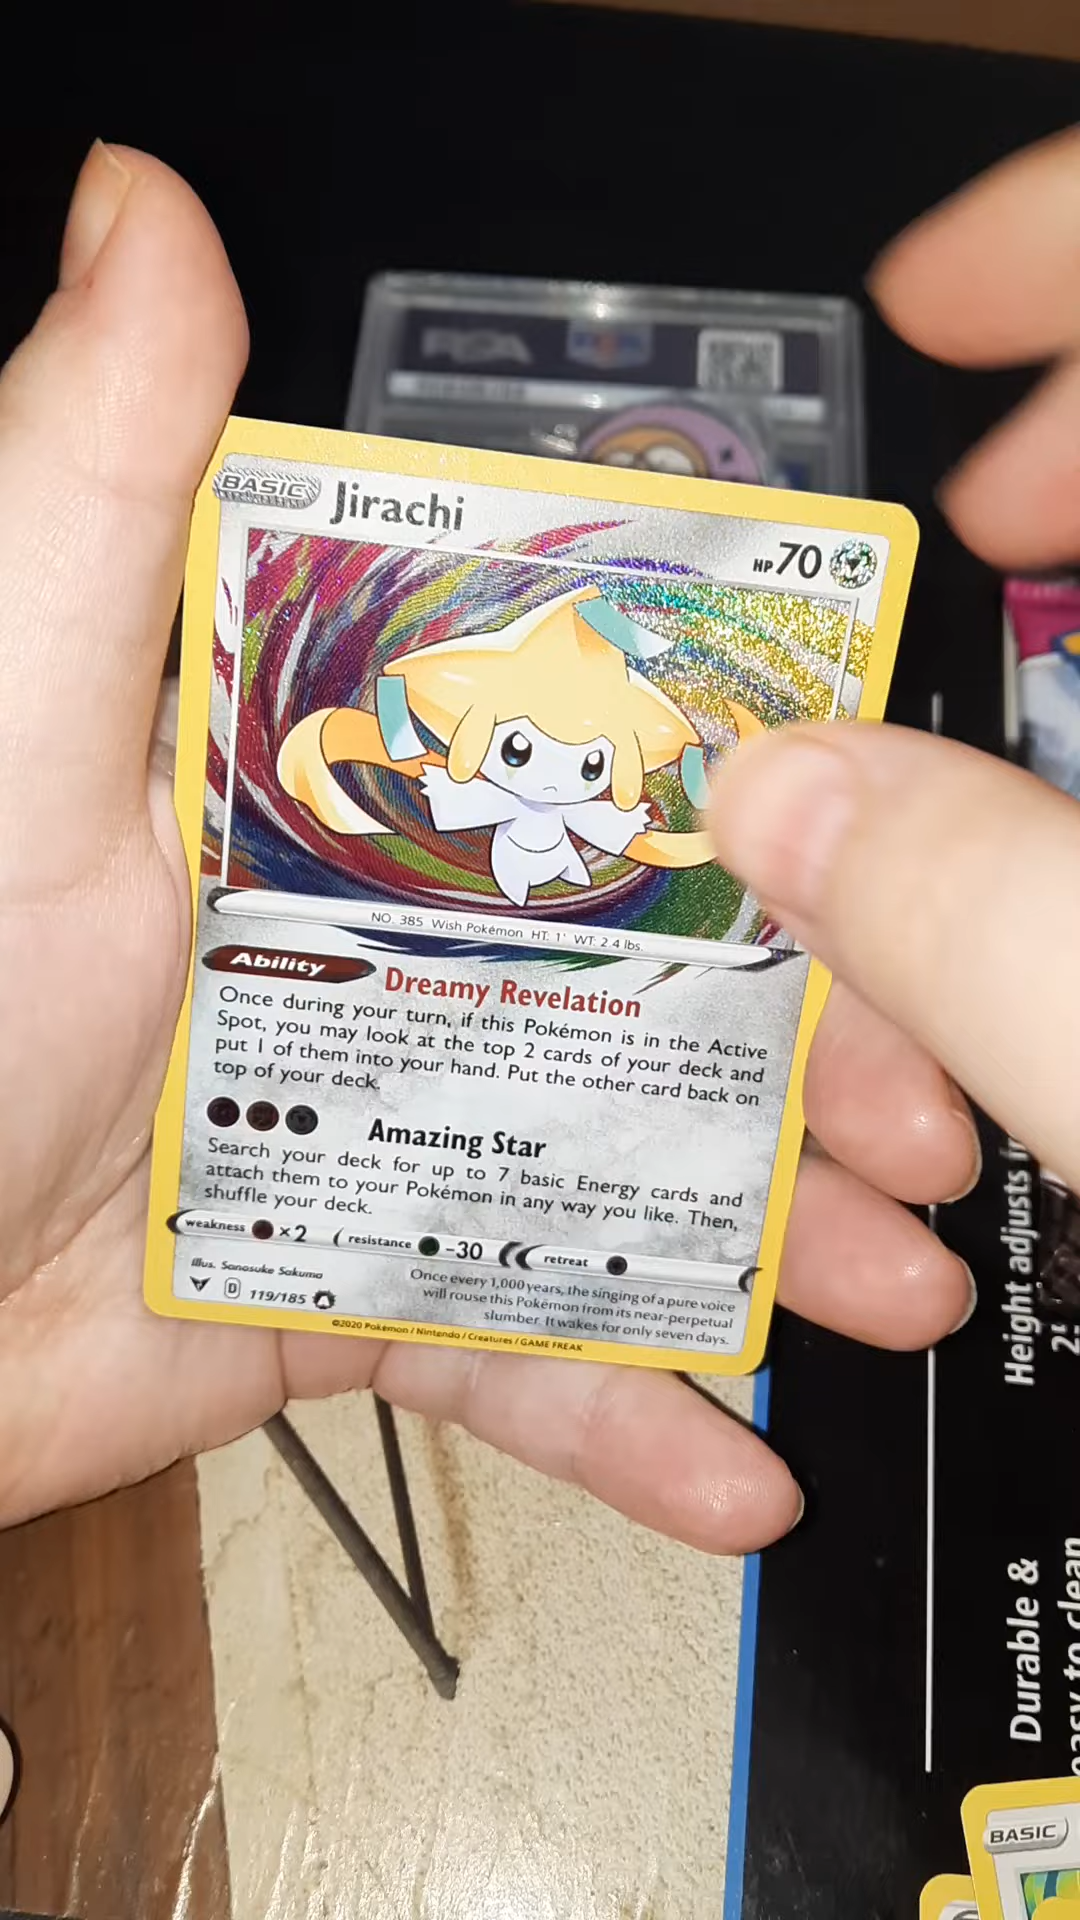 PSA
BASIC
Jirachi
HP 70
NO. 385 Wish Pokémon HT: 1' WT: 2.4 lbs.
Ability
Dreamy Revelation
Once during your turn, if this Pokémon is in the Active
Spot, you may look at the top 2 cards of your deck and
put 1 of them into your hand. Put the other card back on
top of your deck.
Amazing Star
Search your deck for up to 7 basic Energy cards and
attach them to your Pokémon in any way you like. Then,
shuffle your deck.
weakness ×2 resistance -30 retreat
Illus. Sanosuke Sakuma
D 119/185 A
Once every 1,000 years, the singing of a pure voice
will rouse this Pokémon from its near-perpetual
slumber. It wakes for only seven days.
©2020 Pokémon / Nintendo / Creatures / GAME FREAK
Height adjusts
Durable &
easy to clean
BASIC